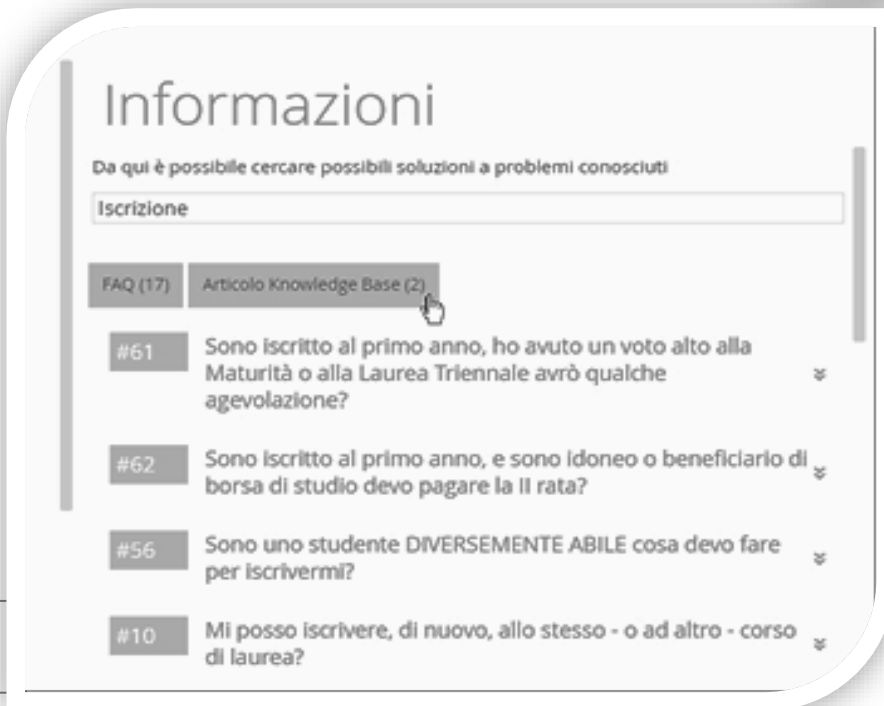 Informazioni
Da qui è possibile cercare possibili soluzioni a problemi conosciuti
Iscrizione
FAQ (17)
Articolo Knowledge Base (2)
#61
Sono iscritto al primo anno, ho avuto un voto alto alla
Maturità o alla Laurea Triennale avrò qualche
agevolazione?
#62
Sono iscritto al primo anno, e sono idoneo o beneficiario di
borsa di studio devo pagare la II rata?
#56
Sono uno studente DIVERSEMENTE ABILE cosa devo fare
per iscrivermi?
#10
Mi posso iscrivere, di nuovo, allo stesso - o ad altro - corso
di laurea?